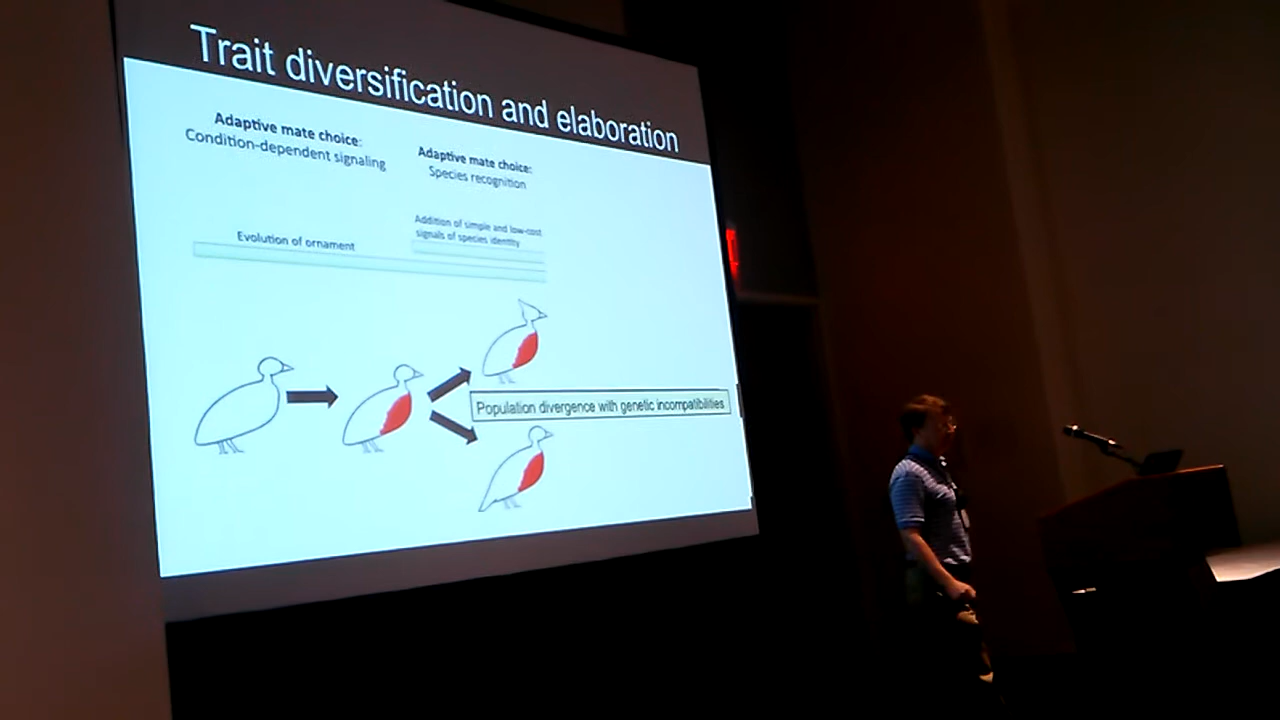 Trait diversification and elaboration
Adaptive mate choice:
Condition-dependent signaling
Adaptive mate choice:
Species recognition
Evolution of ornament
Addition of simple and low-cost
signals of species identity
Population divergence with genetic incompatibilities